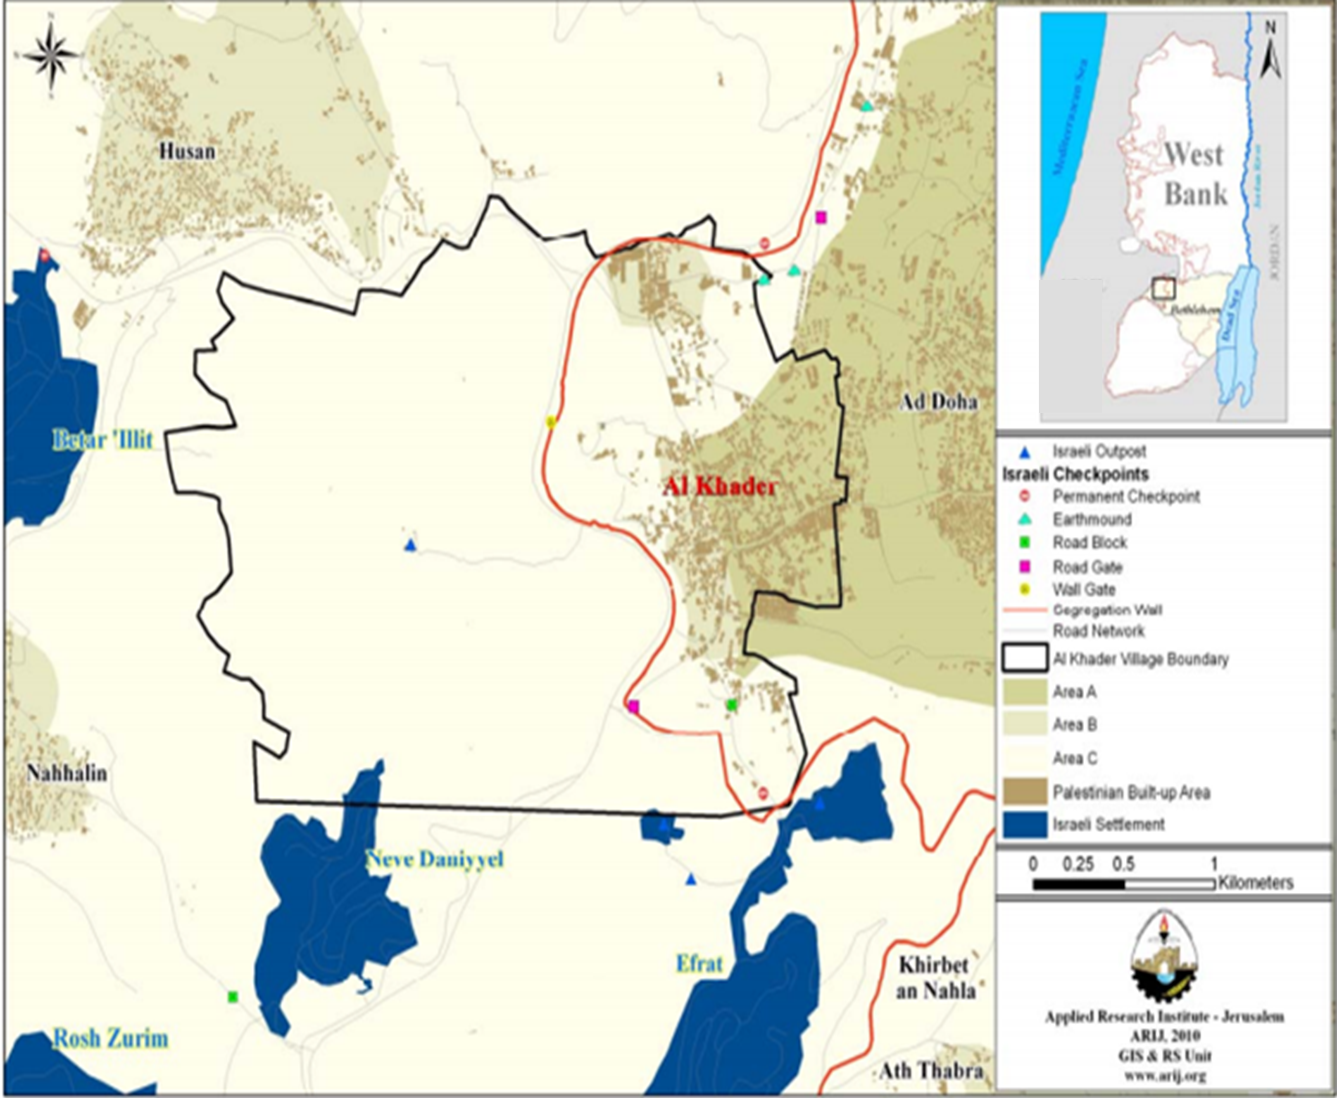 Husan
Betar 'Illit
Al Khader
Ad Doha
Nahhalin
Neve Daniyyel
Efrat
Khirbet
an Nahla
Rosh Zurim
Ath Thabra
N
Mediterranean Sea
West
Bank
Jordan River
JORDAN
Bethlehem
Dead Sea
Israeli Outpost
Israeli Checkpoints
Permanent Checkpoint
Earthmound
Road Block
Road Gate
Wall Gate
Segregation Wall
Road Network
Al Khader Village Boundary
Area A
Area B
Area C
Palestinian Built-up Area
Israeli Settlement
0 0.25 0.5 1
Kilometers
Applied Research Institute - Jerusalem
ARIJ, 2010
GIS & RS Unit
www.arij.org